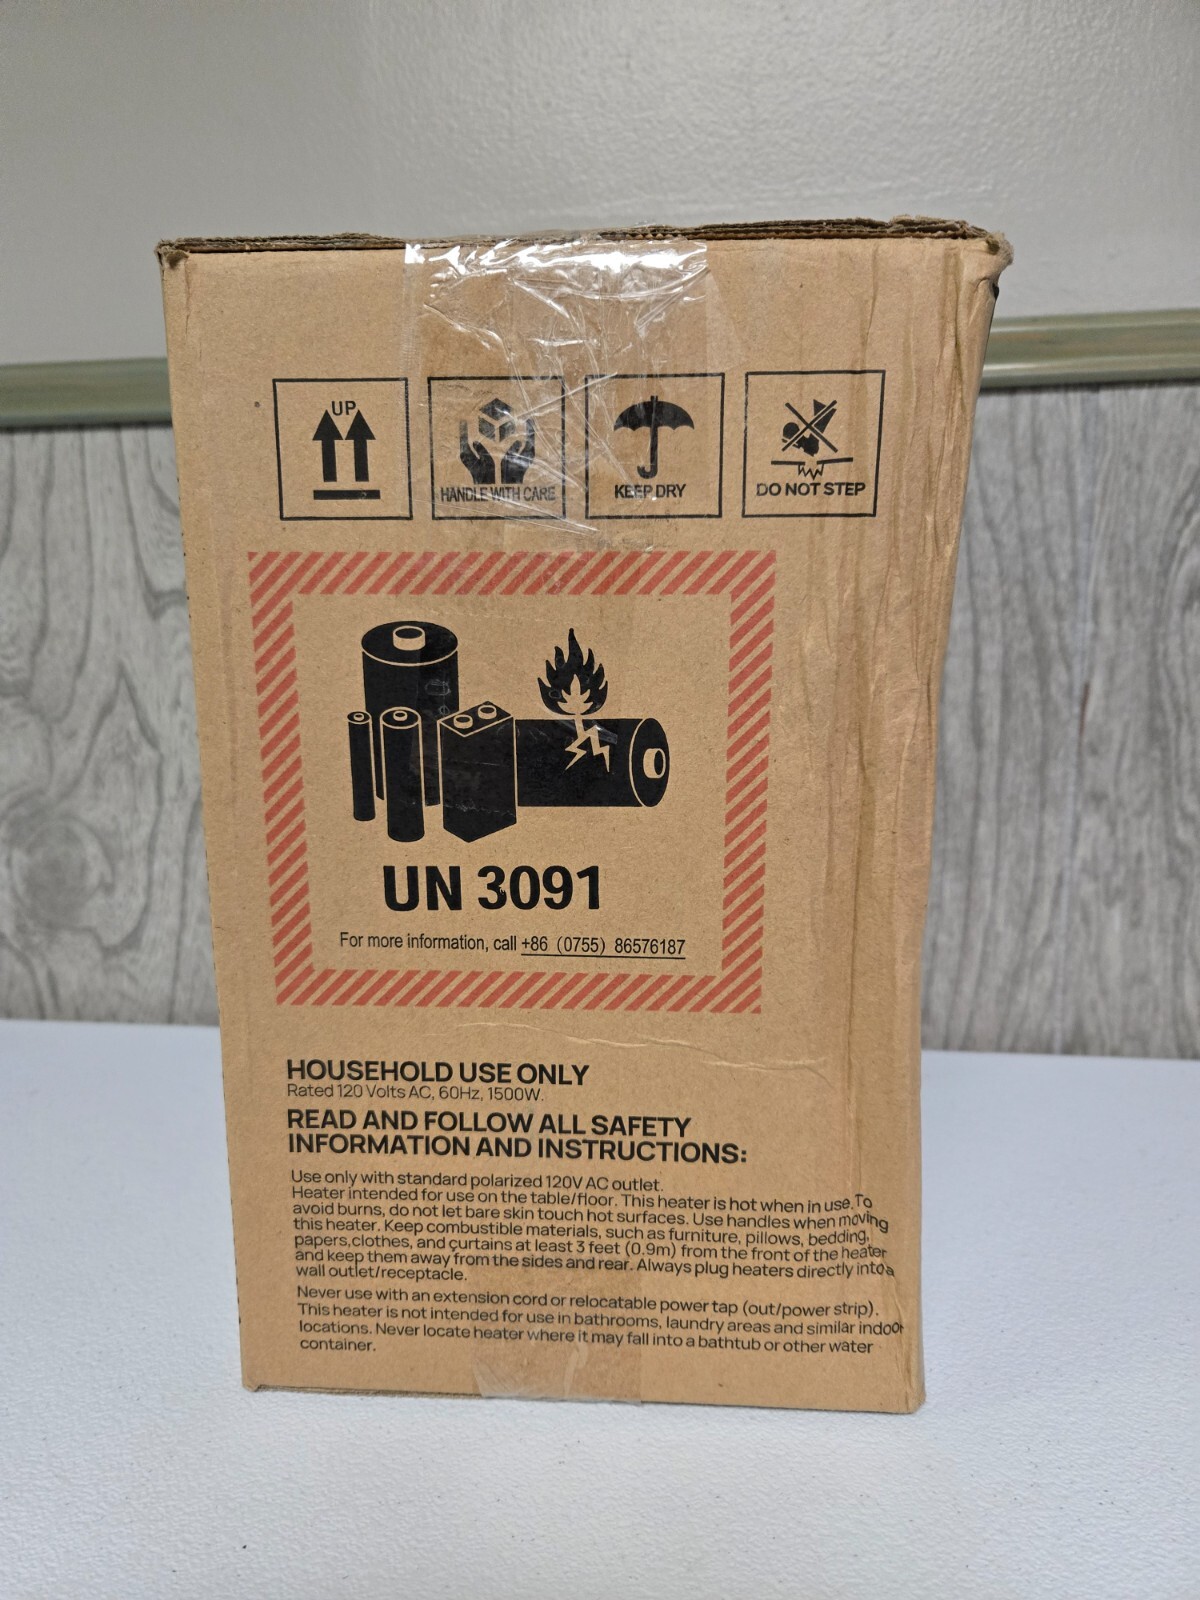 UP
HANDLE WITH CARE
KEEP DRY
DO NOT STEP
UN 3091
For more information, call +86 (0755) 86576187
HOUSEHOLD USE ONLY
Rated 120 Volts AC, 60Hz, 1500W.
READ AND FOLLOW ALL SAFETY
INFORMATION AND INSTRUCTIONS:
Use only with standard polarized 120V AC outlet.
Heater intended for use on the table/floor. This heater is hot when in use. To
avoid burns, do not let bare skin touch hot surfaces. Use handles when moving
this heater. Keep combustible materials, such as furniture, pillows, bedding,
papers,clothes, and curtains at least 3 feet (0.9m) from the front of the heater
and keep them away from the sides and rear. Always plug heaters directly into a
wall outlet/receptacle.
Never use with an extension cord or relocatable power tap (out/power strip).
This heater is not intended for use in bathrooms, laundry areas and similar indoor
locations. Never locate heater where it may fall into a bathtub or other water
container.